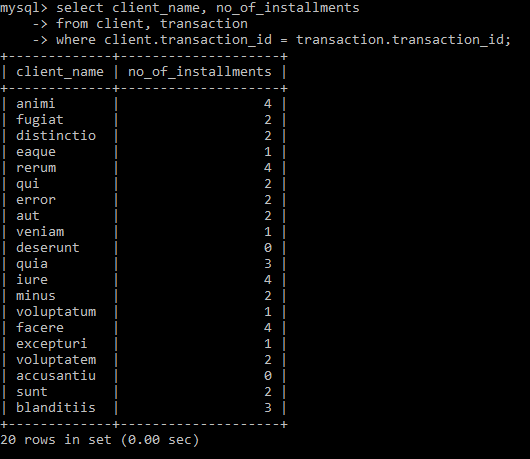 mysql> select client_name, no_of_installments
    -> from client, transaction
    -> where client.transaction_id = transaction.transaction_id;
+-------------+--------------------+
| client_name | no_of_installments |
+-------------+--------------------+
| animi       |                  4 |
| fugiat      |                  2 |
| distinctio  |                  2 |
| eaque       |                  1 |
| rerum       |                  4 |
| qui         |                  2 |
| error       |                  2 |
| aut         |                  2 |
| veniam      |                  1 |
| deserunt    |                  0 |
| quia        |                  3 |
| iure        |                  4 |
| minus       |                  2 |
| voluptatum  |                  1 |
| facere      |                  4 |
| excepturi   |                  1 |
| voluptatem  |                  2 |
| accusantiu  |                  0 |
| sunt        |                  2 |
| blanditiis  |                  3 |
+-------------+--------------------+
20 rows in set (0.00 sec)